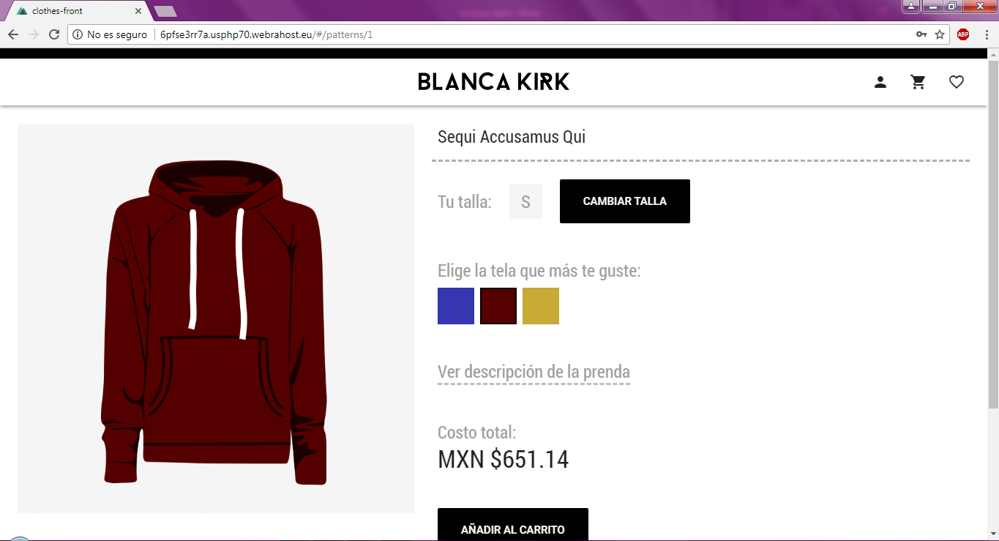 clothes-front
No es seguro
6pfse3rr7a.usphp70.webrahost.eu/#/patterns/1
ABP
BLANCA KIRK
Sequi Accusamus Qui
Tu talla: S CAMBIAR TALLA
Elige la tela que más te guste:
Ver descripción de la prenda
Costo total:
MXN $651.14
AÑADIR AL CARRITO